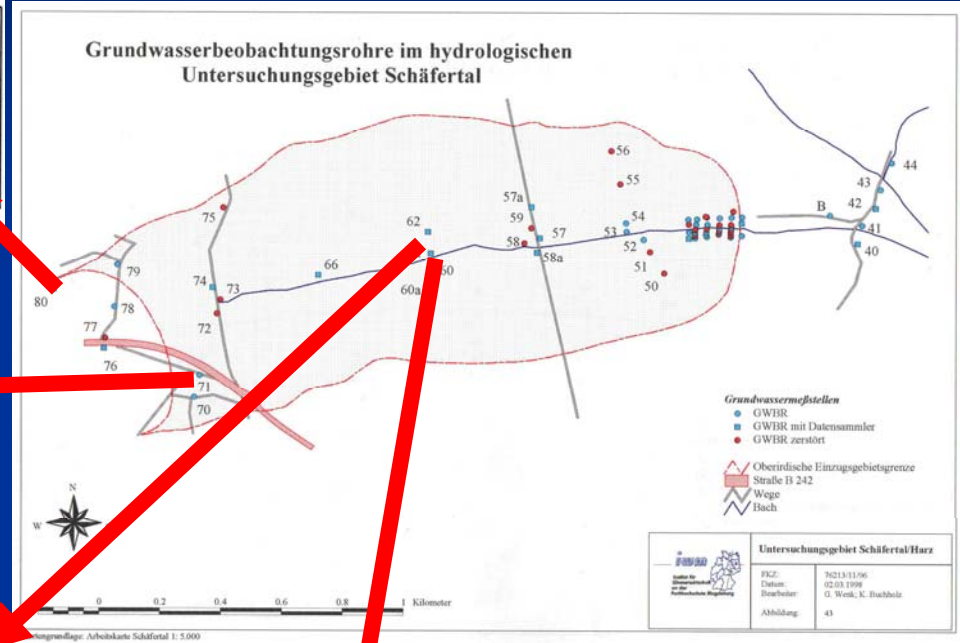 Grundwasserbeobachtungsrohre im hydrologischen
Untersuchungsgebiet Schäfertal
56
55
44
43
42
41
40
B
75
62
57a
59
58
57
58a
54
53
52
51
50
79
80
78
77
76
74
73
72
66
60a
71
70
Grundwassermeßstellen
GWBR
GWBR mit Datensammler
GWBR zerstört
Oberirdische Einzugsgebietsgrenze
Straße B 242
Wege
Bach
N
W
0 0.2 0.4 0.6 0.8 1 Kilometer
Untersuchungsgebiet Schäfertal/Harz
FKZ: 76213/11/96
Datum: 02.03.1998
Bearbeiter: G. Wenk; K. Buchholz
Abbildung: 43
Arbeitskarte Schäfertal 1: 5.000